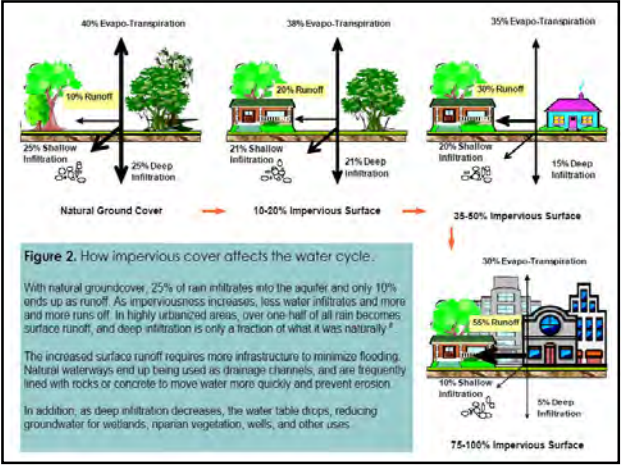 40% Evapo-Transpiration
10% Runoff
25% Shallow
Infiltration
25% Deep
Infiltration
Natural Ground Cover
38% Evapo-Transpiration
20% Runoff
21% Shallow
Infiltration
21% Deep
Infiltration
10-20% Impervious Surface
35% Evapo-Transpiration
30% Runoff
20% Shallow
Infiltration
15% Deep
Infiltration
35-50% Impervious Surface
30% Evapo-Transpiration
55% Runoff
10% Shallow
Infiltration
5% Deep
Infiltration
75-100% Impervious Surface
Figure 2. How impervious cover affects the water cycle.
With natural groundcover, 25% of rain infiltrates into the aquifer and only 10%
ends up as runoff. As imperviousness increases, less water infiltrates and more
and more runs off. In highly urbanized areas, over one-half of all rain becomes
surface runoff, and deep infiltration is only a fraction of what it was naturally
The increased surface runoff requires more infrastructure to minimize flooding.
Natural waterways end up being used as drainage channels, and are frequently
lined with rocks or concrete to move water more quickly and prevent erosion.
In addition, as deep infiltration decreases, the water table drops, reducing
groundwater for wetlands, riparian vegetation, wells, and other uses.